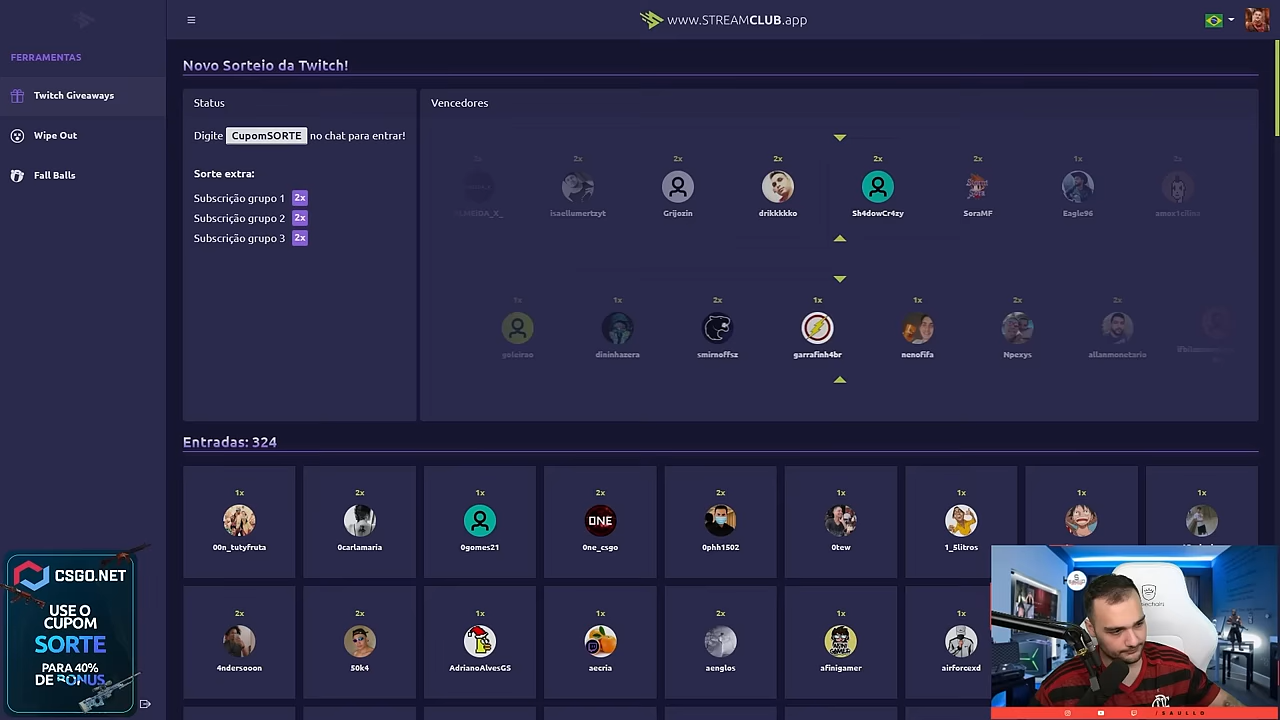 www.STREAMCLUB.app
FERRAMENTAS
Twitch Giveaways
Wipe Out
Fall Balls
Novo Sorteio da Twitch!
Status
Digite CupomSORTE no chat para entrar!
Sorte extra:
Subscrição grupo 1 2x
Subscrição grupo 2 2x
Subscrição grupo 3 2x
Vencedores
2x 2x 2x 2x 2x 1x 2x
isaellumertzyt Grijozin drikkkkko Sh4dowCr4zy SoraMF Eagle96
1x 2x 1x 1x 2x 2x
goleirao dininhazera smirnoffsz garrafinh4br nenofifa Npexys allanmonetario
Entradas: 324
1x 2x 1x 2x 2x 1x 1x 1x 1x
ONE
00n_tutyfruta 0carlamaria 0gomes21 0ne_csgo 0phh1502 0tew 1_5litros
2x 2x 1x 1x 2x 1x 1x
4ndersooon 50k4 AdrianoAlvesGS aecria aenglos afinigamer airforcexd
CSGO.NET
USE O
CUPOM
SORTE
PARA 40%
DE BONUS
/SAULLO